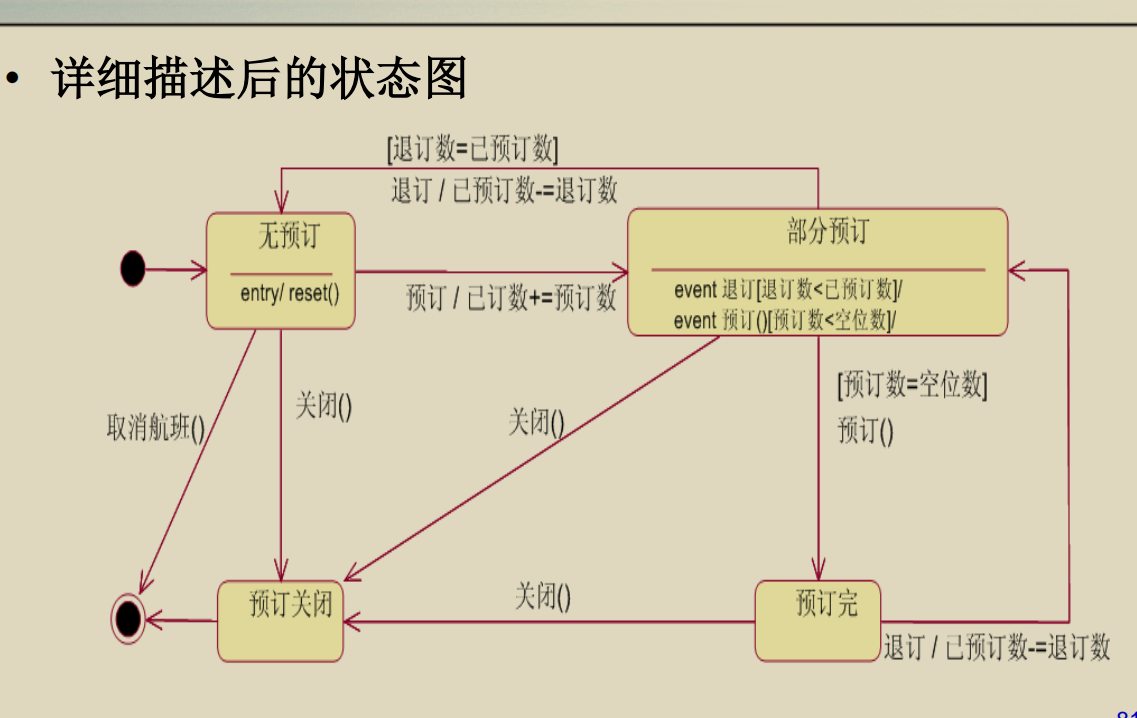 • 详细描述后的状态图
[退订数=已预订数]
退订 / 已预订数-=退订数
无预订
entry/ reset()
部分预订
event 退订[退订数<已预订数]/
event 预订()[预订数<空位数]/
预订 / 已订数+=预订数
取消航班()
关闭()
关闭()
[预订数=空位数]
预订()
预订关闭
关闭()
预订完
退订 / 已预订数-=退订数